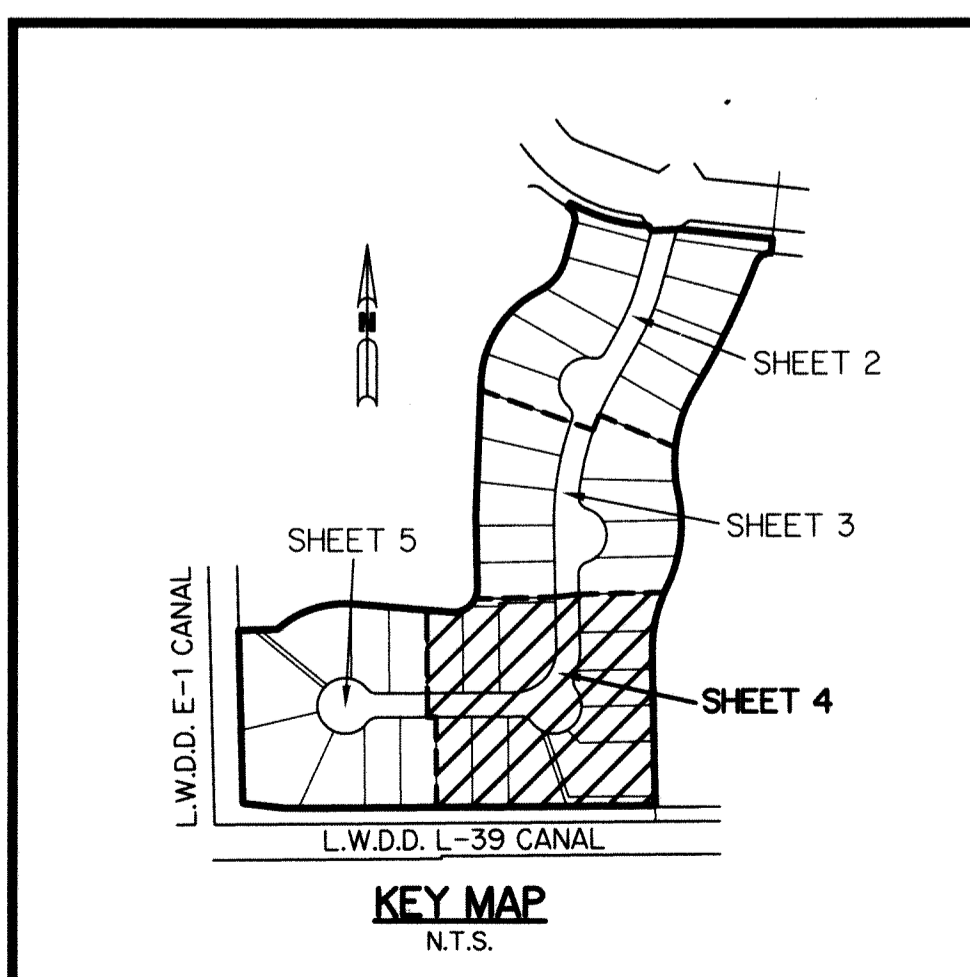 N
SHEET 2
SHEET 3
SHEET 5
SHEET 4
L.W.D.D. E-1 CANAL
L.W.D.D. L-39 CANAL
KEY MAP
N.T.S.